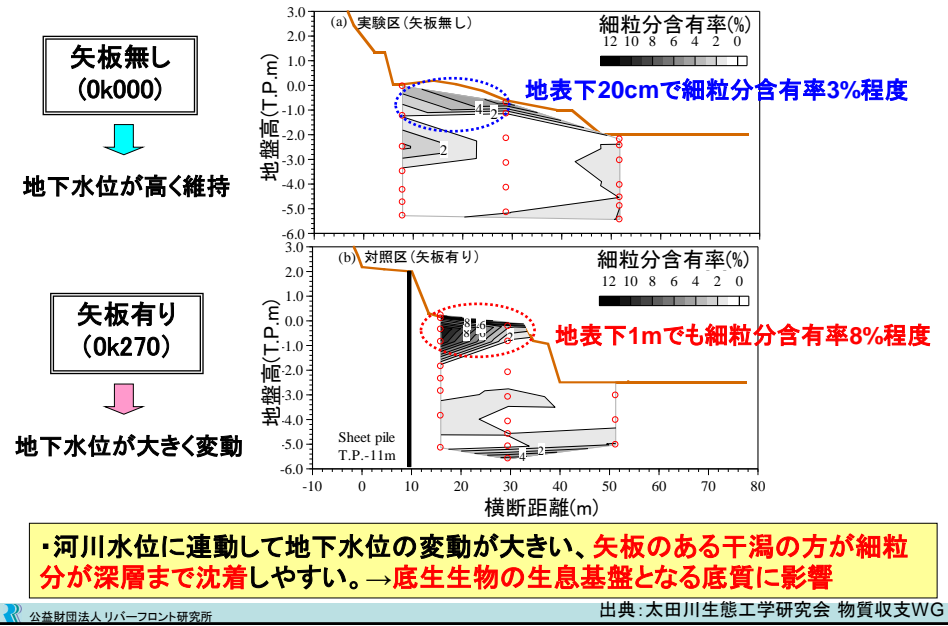 矢板無し
(0k000)
地下水位が高く維持
地盤高(T.P.m)
3.0
2.0
1.0
0.0
-1.0
-2.0
-3.0
-4.0
-5.0
-6.0
(a) 実験区(矢板無し)
細粒分含有率(%)
12 10 8 6 4 2 0
地表下20cmで細粒分含有率3%程度
4 2
2
矢板有り
(0k270)
地下水位が大きく変動
地盤高(T.P.m)
3.0
2.0
1.0
0.0
-1.0
-2.0
-3.0
-4.0
-5.0
-6.0
(b) 対照区(矢板有り)
細粒分含有率(%)
12 10 8 6 4 2 0
地表下1mでも細粒分含有率8%程度
6
2
4 2
Sheet pile
T.P.-11m
-10 0 10 20 30 40 50 60 70 80
横断距離(m)
・河川水位に連動して地下水位の変動が大きい、矢板のある干潟の方が細粒
分が深層まで沈着しやすい。→底生生物の生息基盤となる底質に影響
公益財団法人 リバーフロント研究所
出典:太田川生態工学研究会 物質収支WG